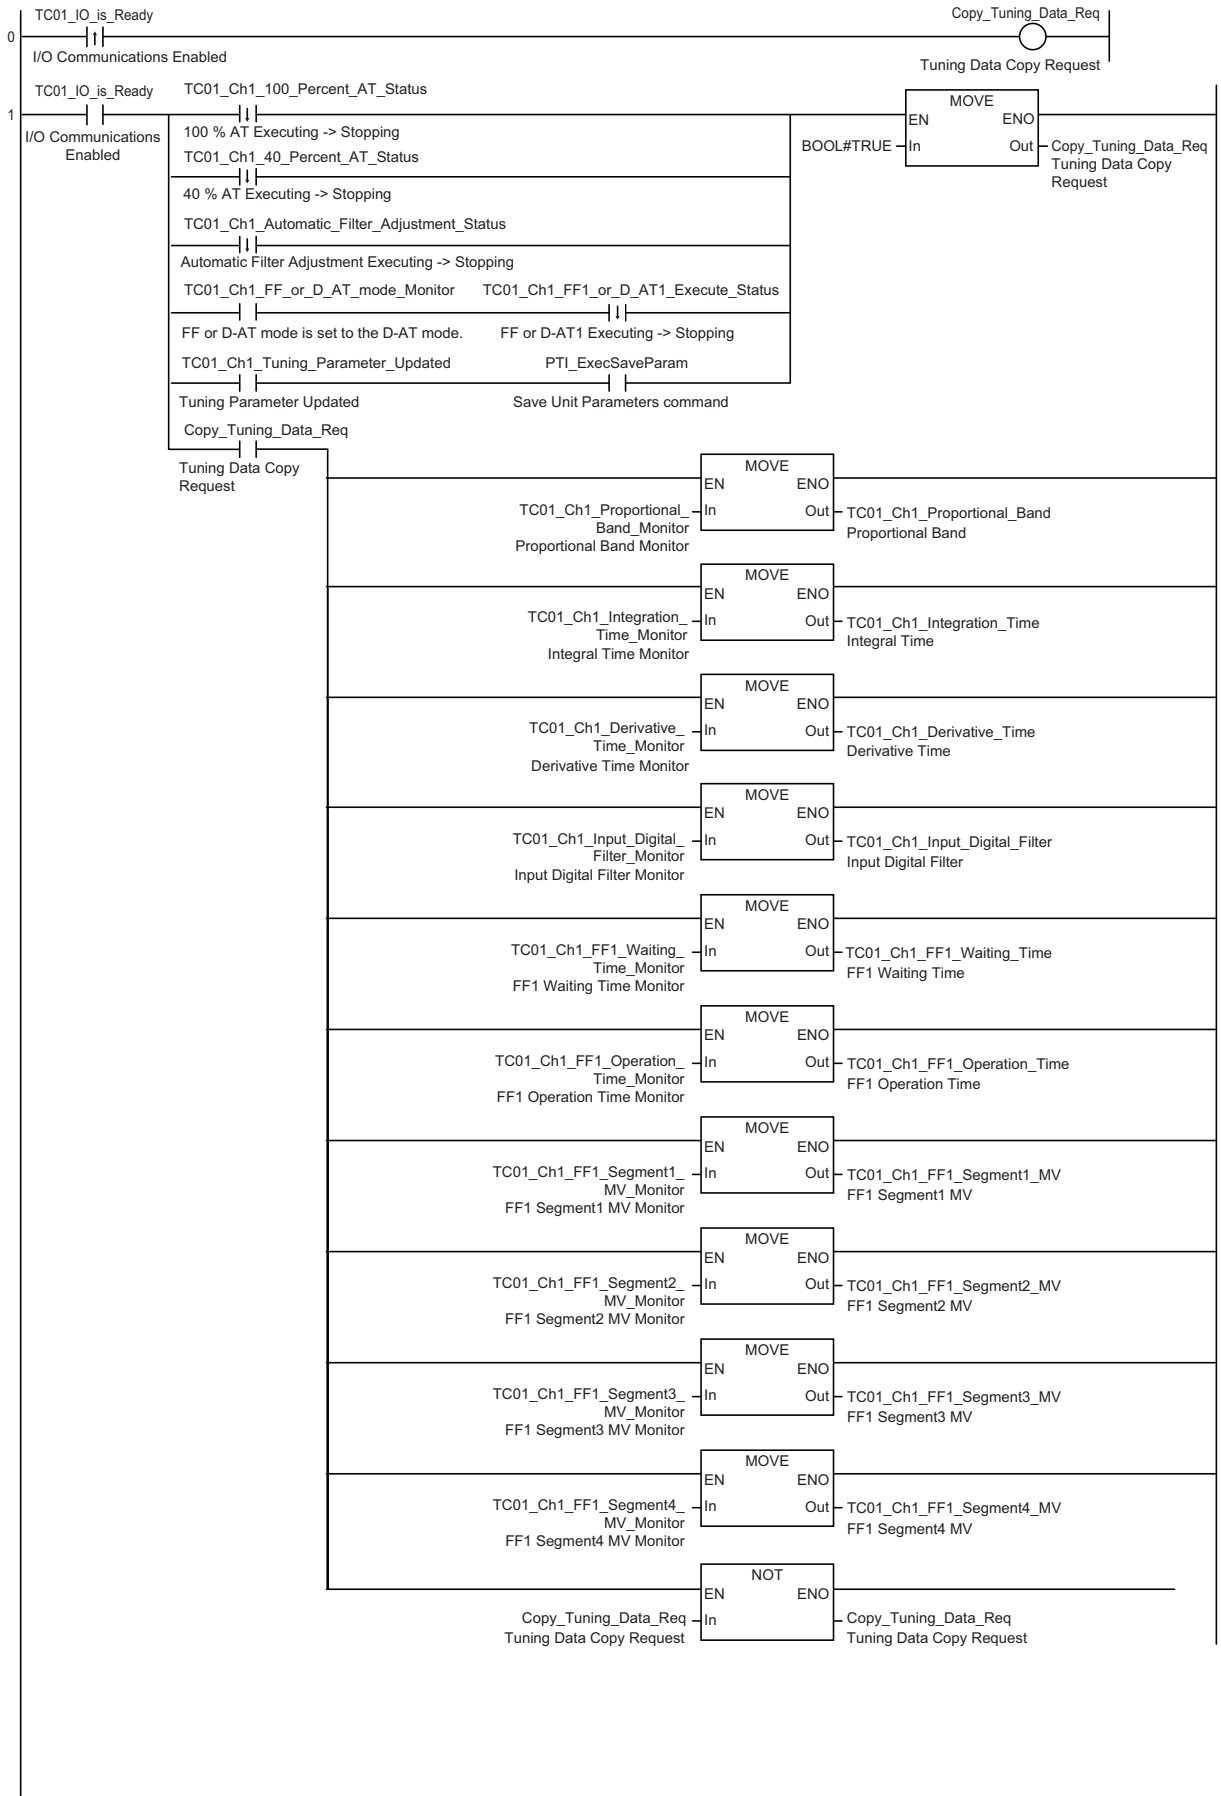 TC01_IO_is_Ready
Copy_Tuning_Data_Req
0
I/O Communications Enabled
Tuning Data Copy Request
TC01_IO_is_Ready
TC01_Ch1_100_Percent_AT_Status
1
I/O Communications
Enabled
100 % AT Executing -> Stopping
MOVE
EN
ENO
BOOL#TRUE
In
Out
Copy_Tuning_Data_Req
Tuning Data Copy
Request
TC01_Ch1_40_Percent_AT_Status
40 % AT Executing -> Stopping
TC01_Ch1_Automatic_Filter_Adjustment_Status
Automatic Filter Adjustment Executing -> Stopping
TC01_Ch1_FF_or_D_AT_mode_Monitor
TC01_Ch1_FF1_or_D_AT1_Execute_Status
FF or D-AT mode is set to the D-AT mode.
FF or D-AT1 Executing -> Stopping
TC01_Ch1_Tuning_Parameter_Updated
PTI_ExecSaveParam
Tuning Parameter Updated
Save Unit Parameters command
Copy_Tuning_Data_Req
Tuning Data Copy
Request
MOVE
EN
ENO
TC01_Ch1_Proportional_
Band_Monitor
Proportional Band Monitor
In
Out
TC01_Ch1_Proportional_Band
Proportional Band
MOVE
EN
ENO
TC01_Ch1_Integration_
Time_Monitor
Integral Time Monitor
In
Out
TC01_Ch1_Integration_Time
Integral Time
MOVE
EN
ENO
TC01_Ch1_Derivative_
Time_Monitor
Derivative Time Monitor
In
Out
TC01_Ch1_Derivative_Time
Derivative Time
MOVE
EN
ENO
TC01_Ch1_Input_Digital_
Filter_Monitor
Input Digital Filter Monitor
In
Out
TC01_Ch1_Input_Digital_Filter
Input Digital Filter
MOVE
EN
ENO
TC01_Ch1_FF1_Waiting_
Time_Monitor
FF1 Waiting Time Monitor
In
Out
TC01_Ch1_FF1_Waiting_Time
FF1 Waiting Time
MOVE
EN
ENO
TC01_Ch1_FF1_Operation_
Time_Monitor
FF1 Operation Time Monitor
In
Out
TC01_Ch1_FF1_Operation_Time
FF1 Operation Time
MOVE
EN
ENO
TC01_Ch1_FF1_Segment1_
MV_Monitor
FF1 Segment1 MV Monitor
In
Out
TC01_Ch1_FF1_Segment1_MV
FF1 Segment1 MV
MOVE
EN
ENO
TC01_Ch1_FF1_Segment2_
MV_Monitor
FF1 Segment2 MV Monitor
In
Out
TC01_Ch1_FF1_Segment2_MV
FF1 Segment2 MV
MOVE
EN
ENO
TC01_Ch1_FF1_Segment3_
MV_Monitor
FF1 Segment3 MV Monitor
In
Out
TC01_Ch1_FF1_Segment3_MV
FF1 Segment3 MV
MOVE
EN
ENO
TC01_Ch1_FF1_Segment4_
MV_Monitor
FF1 Segment4 MV Monitor
In
Out
TC01_Ch1_FF1_Segment4_MV
FF1 Segment4 MV
NOT
EN
ENO
Copy_Tuning_Data_Req
Tuning Data Copy Request
In
Copy_Tuning_Data_Req
Tuning Data Copy Request